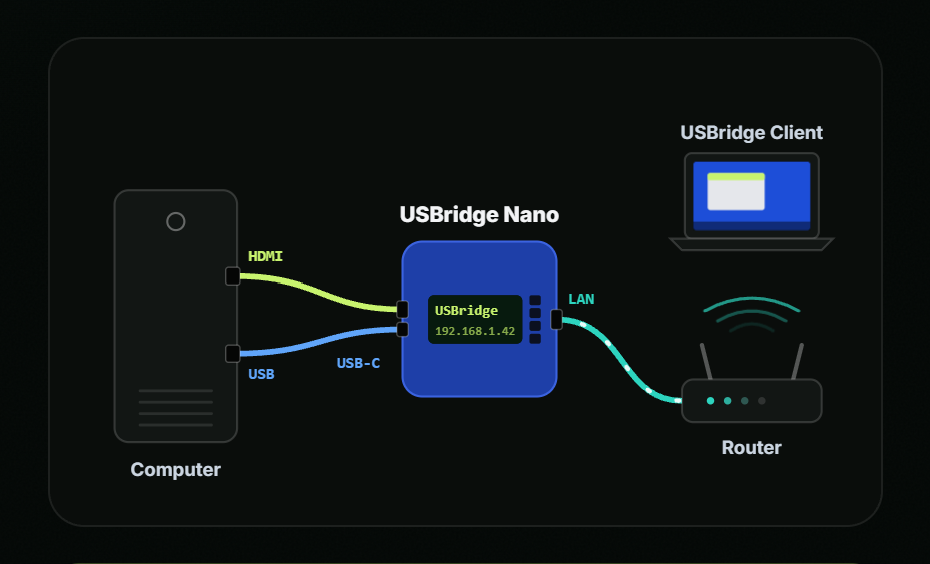 USBridge Client
USBridge Nano
HDMI
LAN
USBridge
192.168.1.42
USB-C
USB
Router
Computer